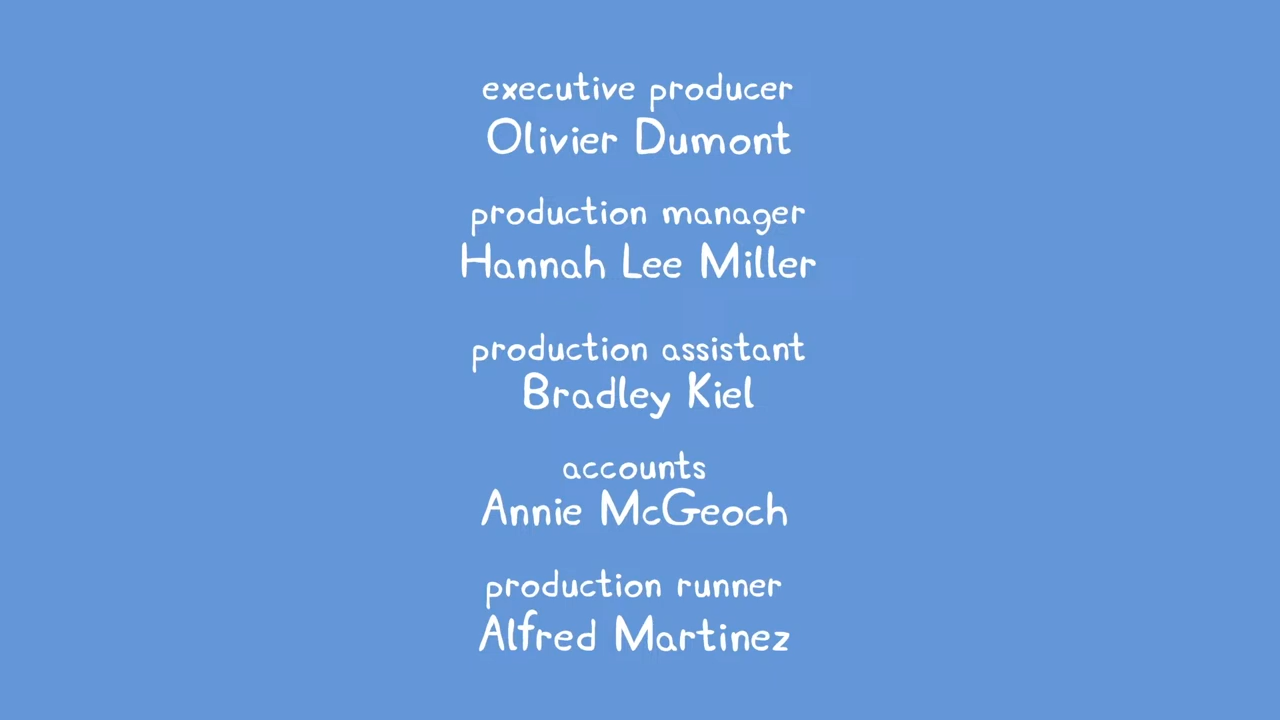 executive producer
Olivier Dumont
production manager
Hannah Lee Miller
production assistant
Bradley Kiel
accounts
Annie McGeoch
production runner
Alfred Martinez